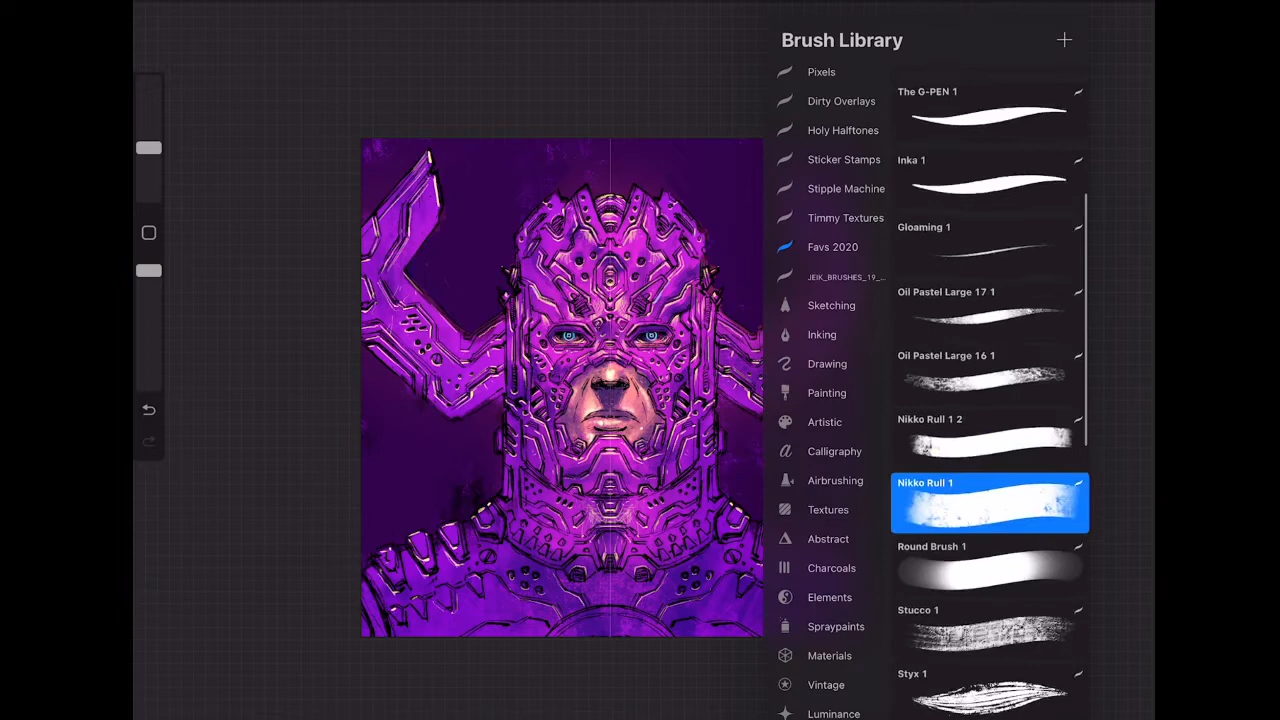 Brush Library
Pixels
Dirty Overlays
Holy Halftones
Sticker Stamps
Stipple Machine
Timmy Textures
Favs 2020
JEIK_BRUSHES_19_...
Sketching
Inking
Drawing
Painting
Artistic
Calligraphy
Airbrushing
Textures
Abstract
Charcoals
Elements
Spraypaints
Materials
Vintage
Luminance
The G-PEN 1
Inka 1
Gloaming 1
Oil Pastel Large 17 1
Oil Pastel Large 16 1
Nikko Rull 1 2
Nikko Rull 1
Round Brush 1
Stucco 1
Styx 1